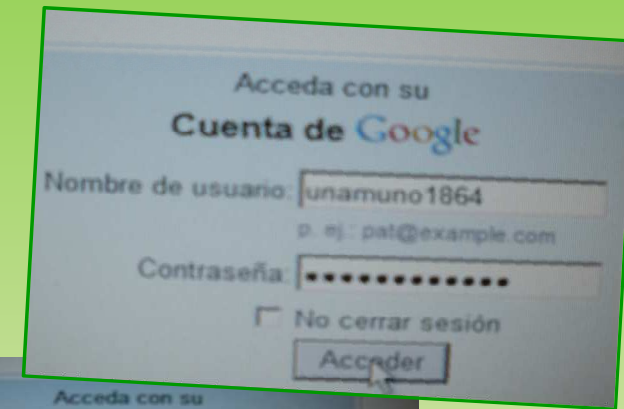 Acceda con su
Cuenta de Google
Nombre de usuario: unamuno1864
p. ej.: pat@example.com
Contraseña: ••••••••••••
No cerrar sesión
Acceder
Acceda con su